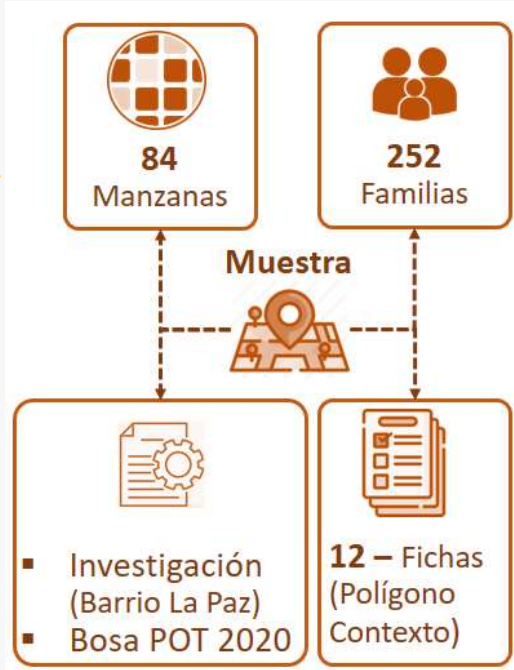 84
Manzanas
252
Familias
Muestra
▪ Investigación
(Barrio La Paz)
▪ Bosa POT 2020
12 – Fichas
(Polígono
Contexto)